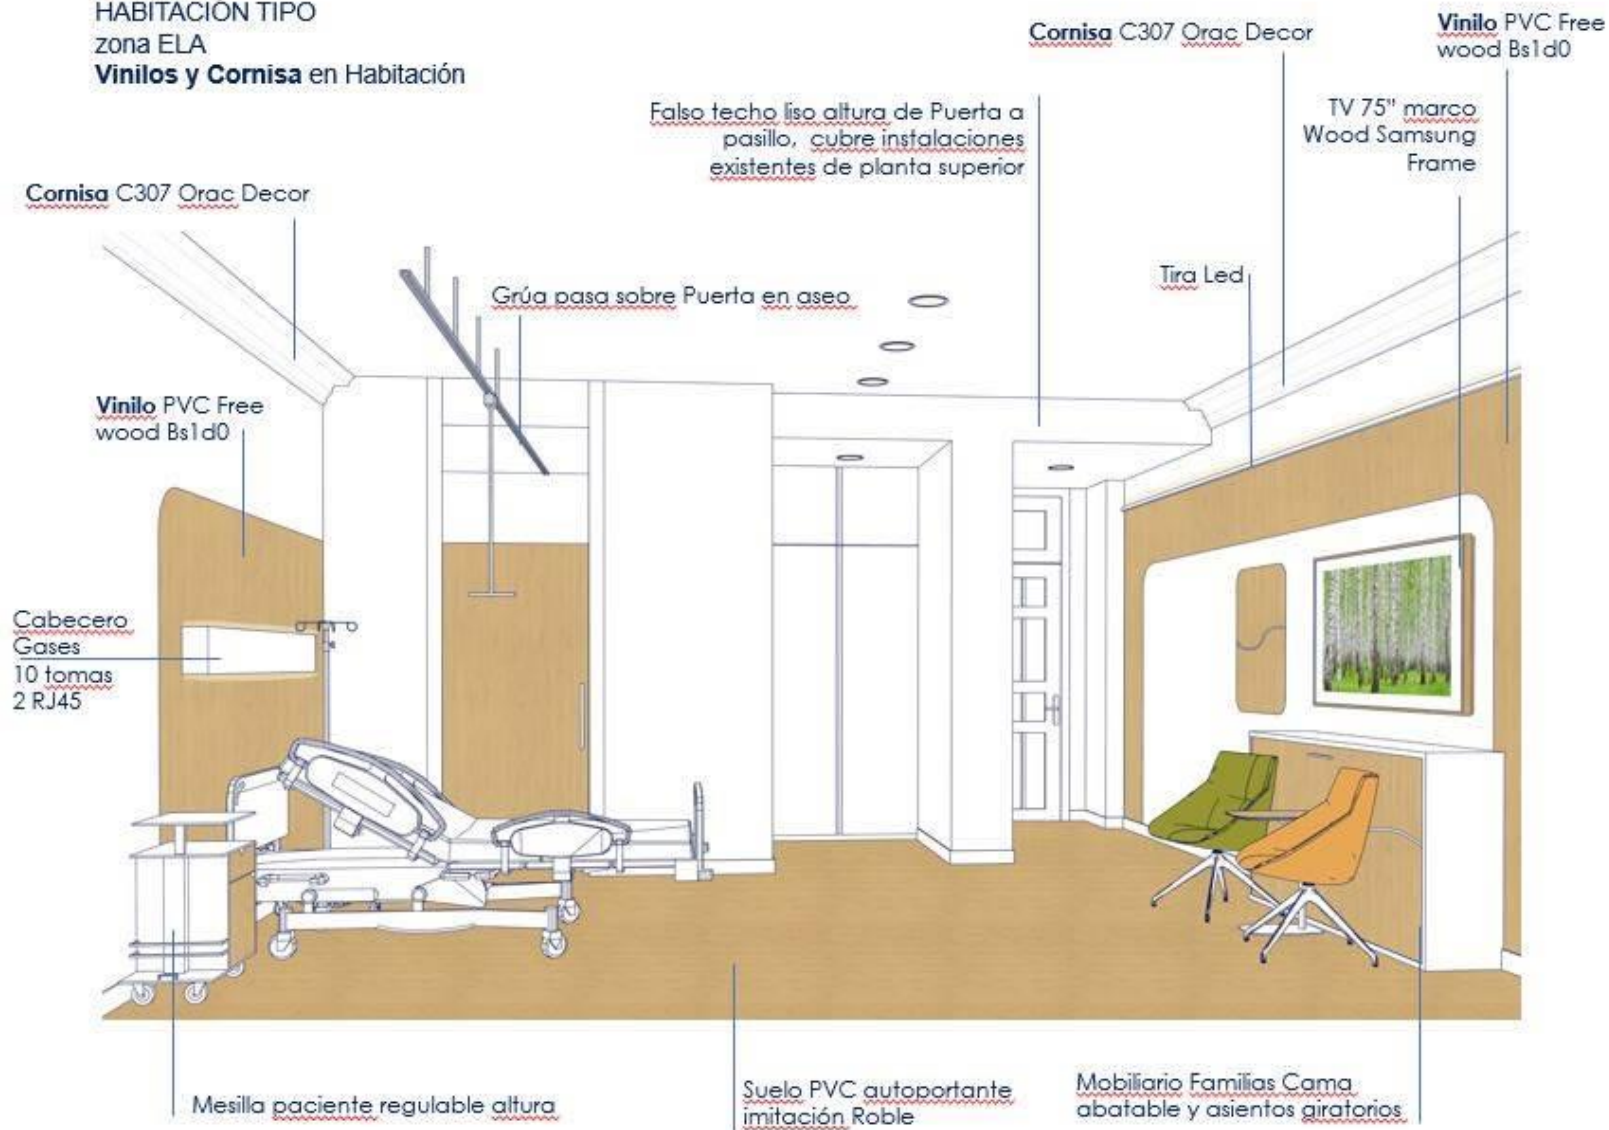 HABITACIÓN TIPO
zona ELA
Vinilos y Cornisa en Habitación
Cornisa C307 Orac Decor
Vinilo PVC Free
wood Bs1d0
Falso techo liso altura de Puerta a
pasillo, cubre instalaciones
existentes de planta superior
TV 75" marco
Wood Samsung
Frame
Cornisa C307 Orac Decor
Tira Led
Grúa pasa sobre Puerta en aseo
Vinilo PVC Free
wood Bs1d0
Cabecero
Gases
10 tomas
2 RJ45
Mesilla paciente regulable altura
Suelo PVC autoportante
imitación Roble
Mobiliario Familias Cama
abatable y asientos giratorios